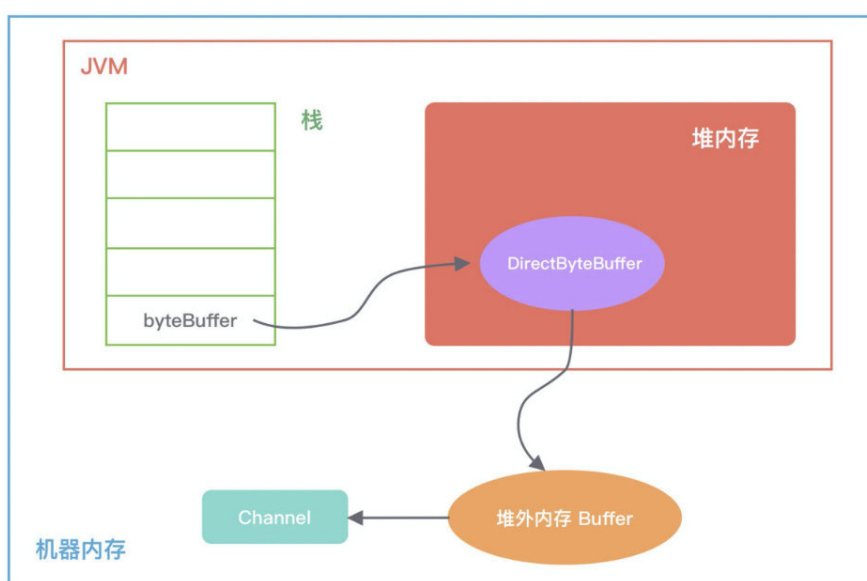 JVM
栈
堆内存
DirectByteBuffer
byteBuffer
Channel
堆外内存 Buffer
机器内存